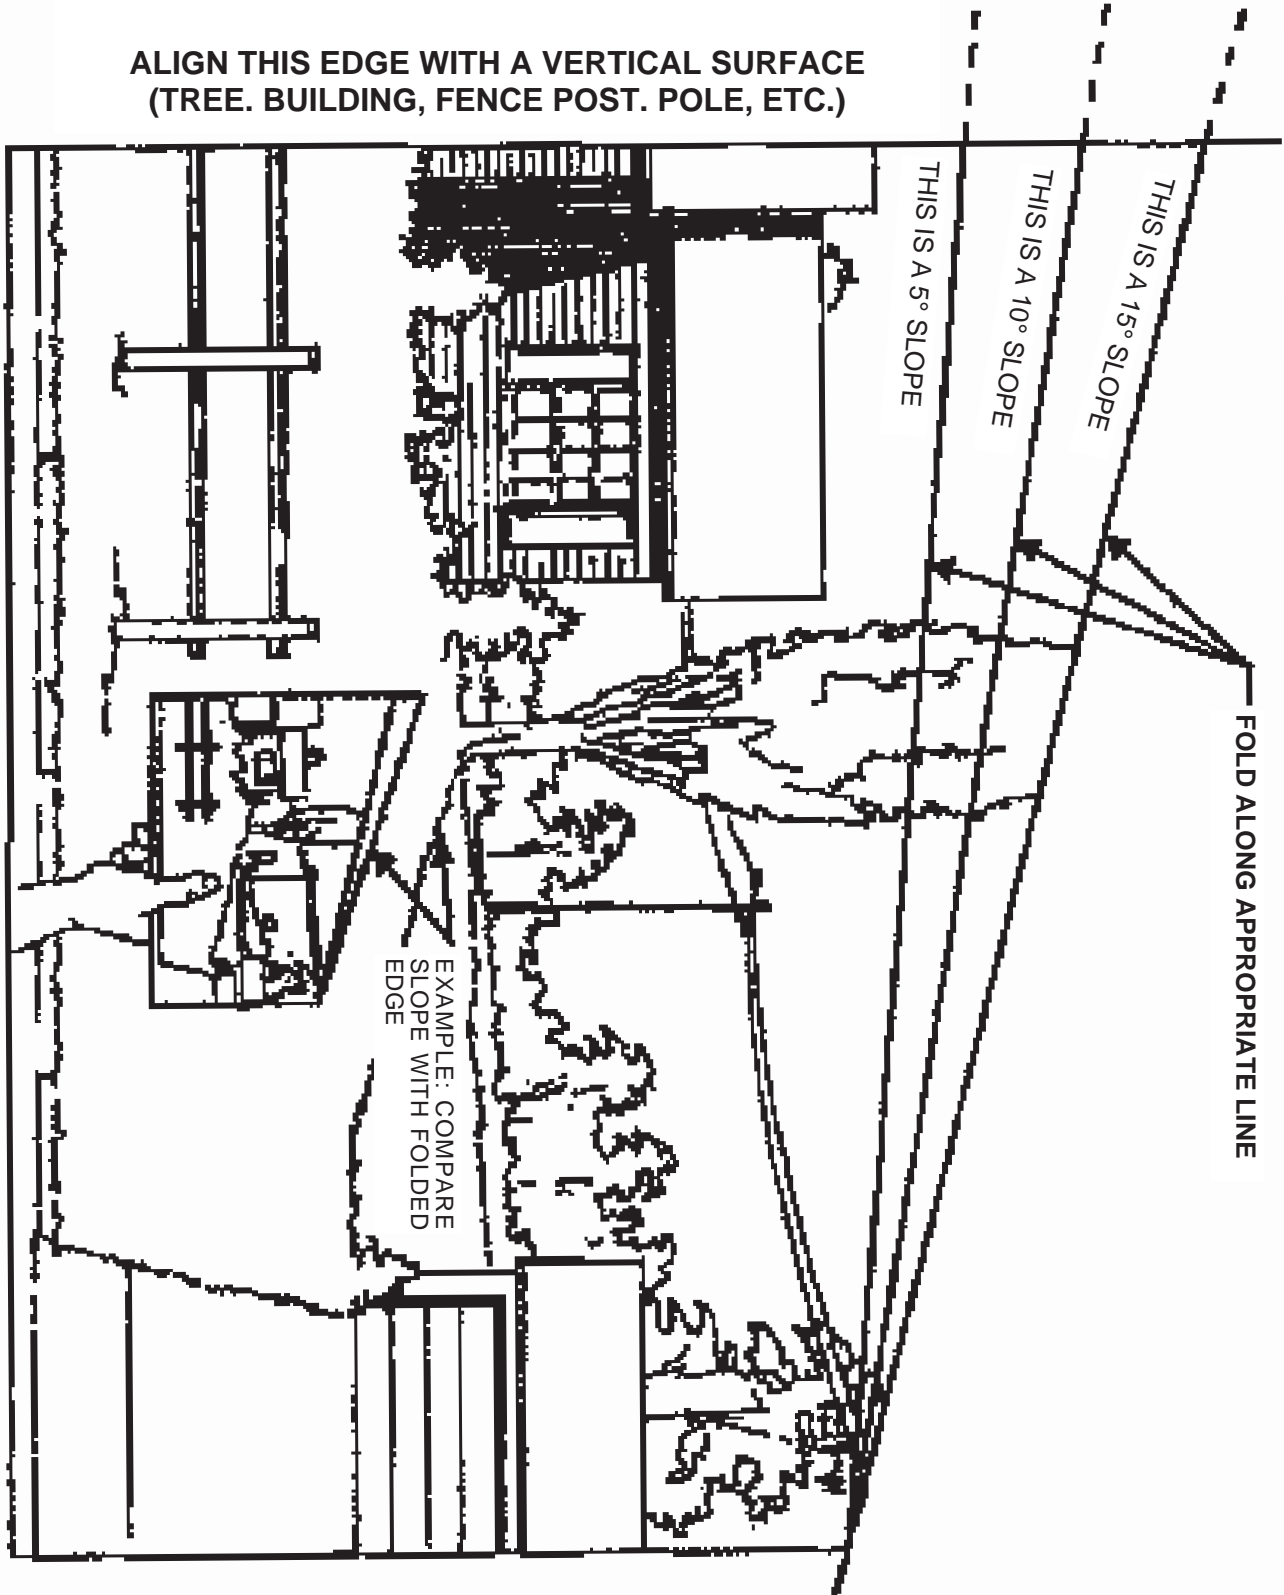 ALIGN THIS EDGE WITH A VERTICAL SURFACE
(TREE. BUILDING, FENCE POST. POLE, ETC.)
THIS IS A 5° SLOPE
THIS IS A 10° SLOPE
THIS IS A 15° SLOPE
FOLD ALONG APPROPRIATE LINE
EXAMPLE: COMPARE
SLOPE WITH FOLDED
EDGE